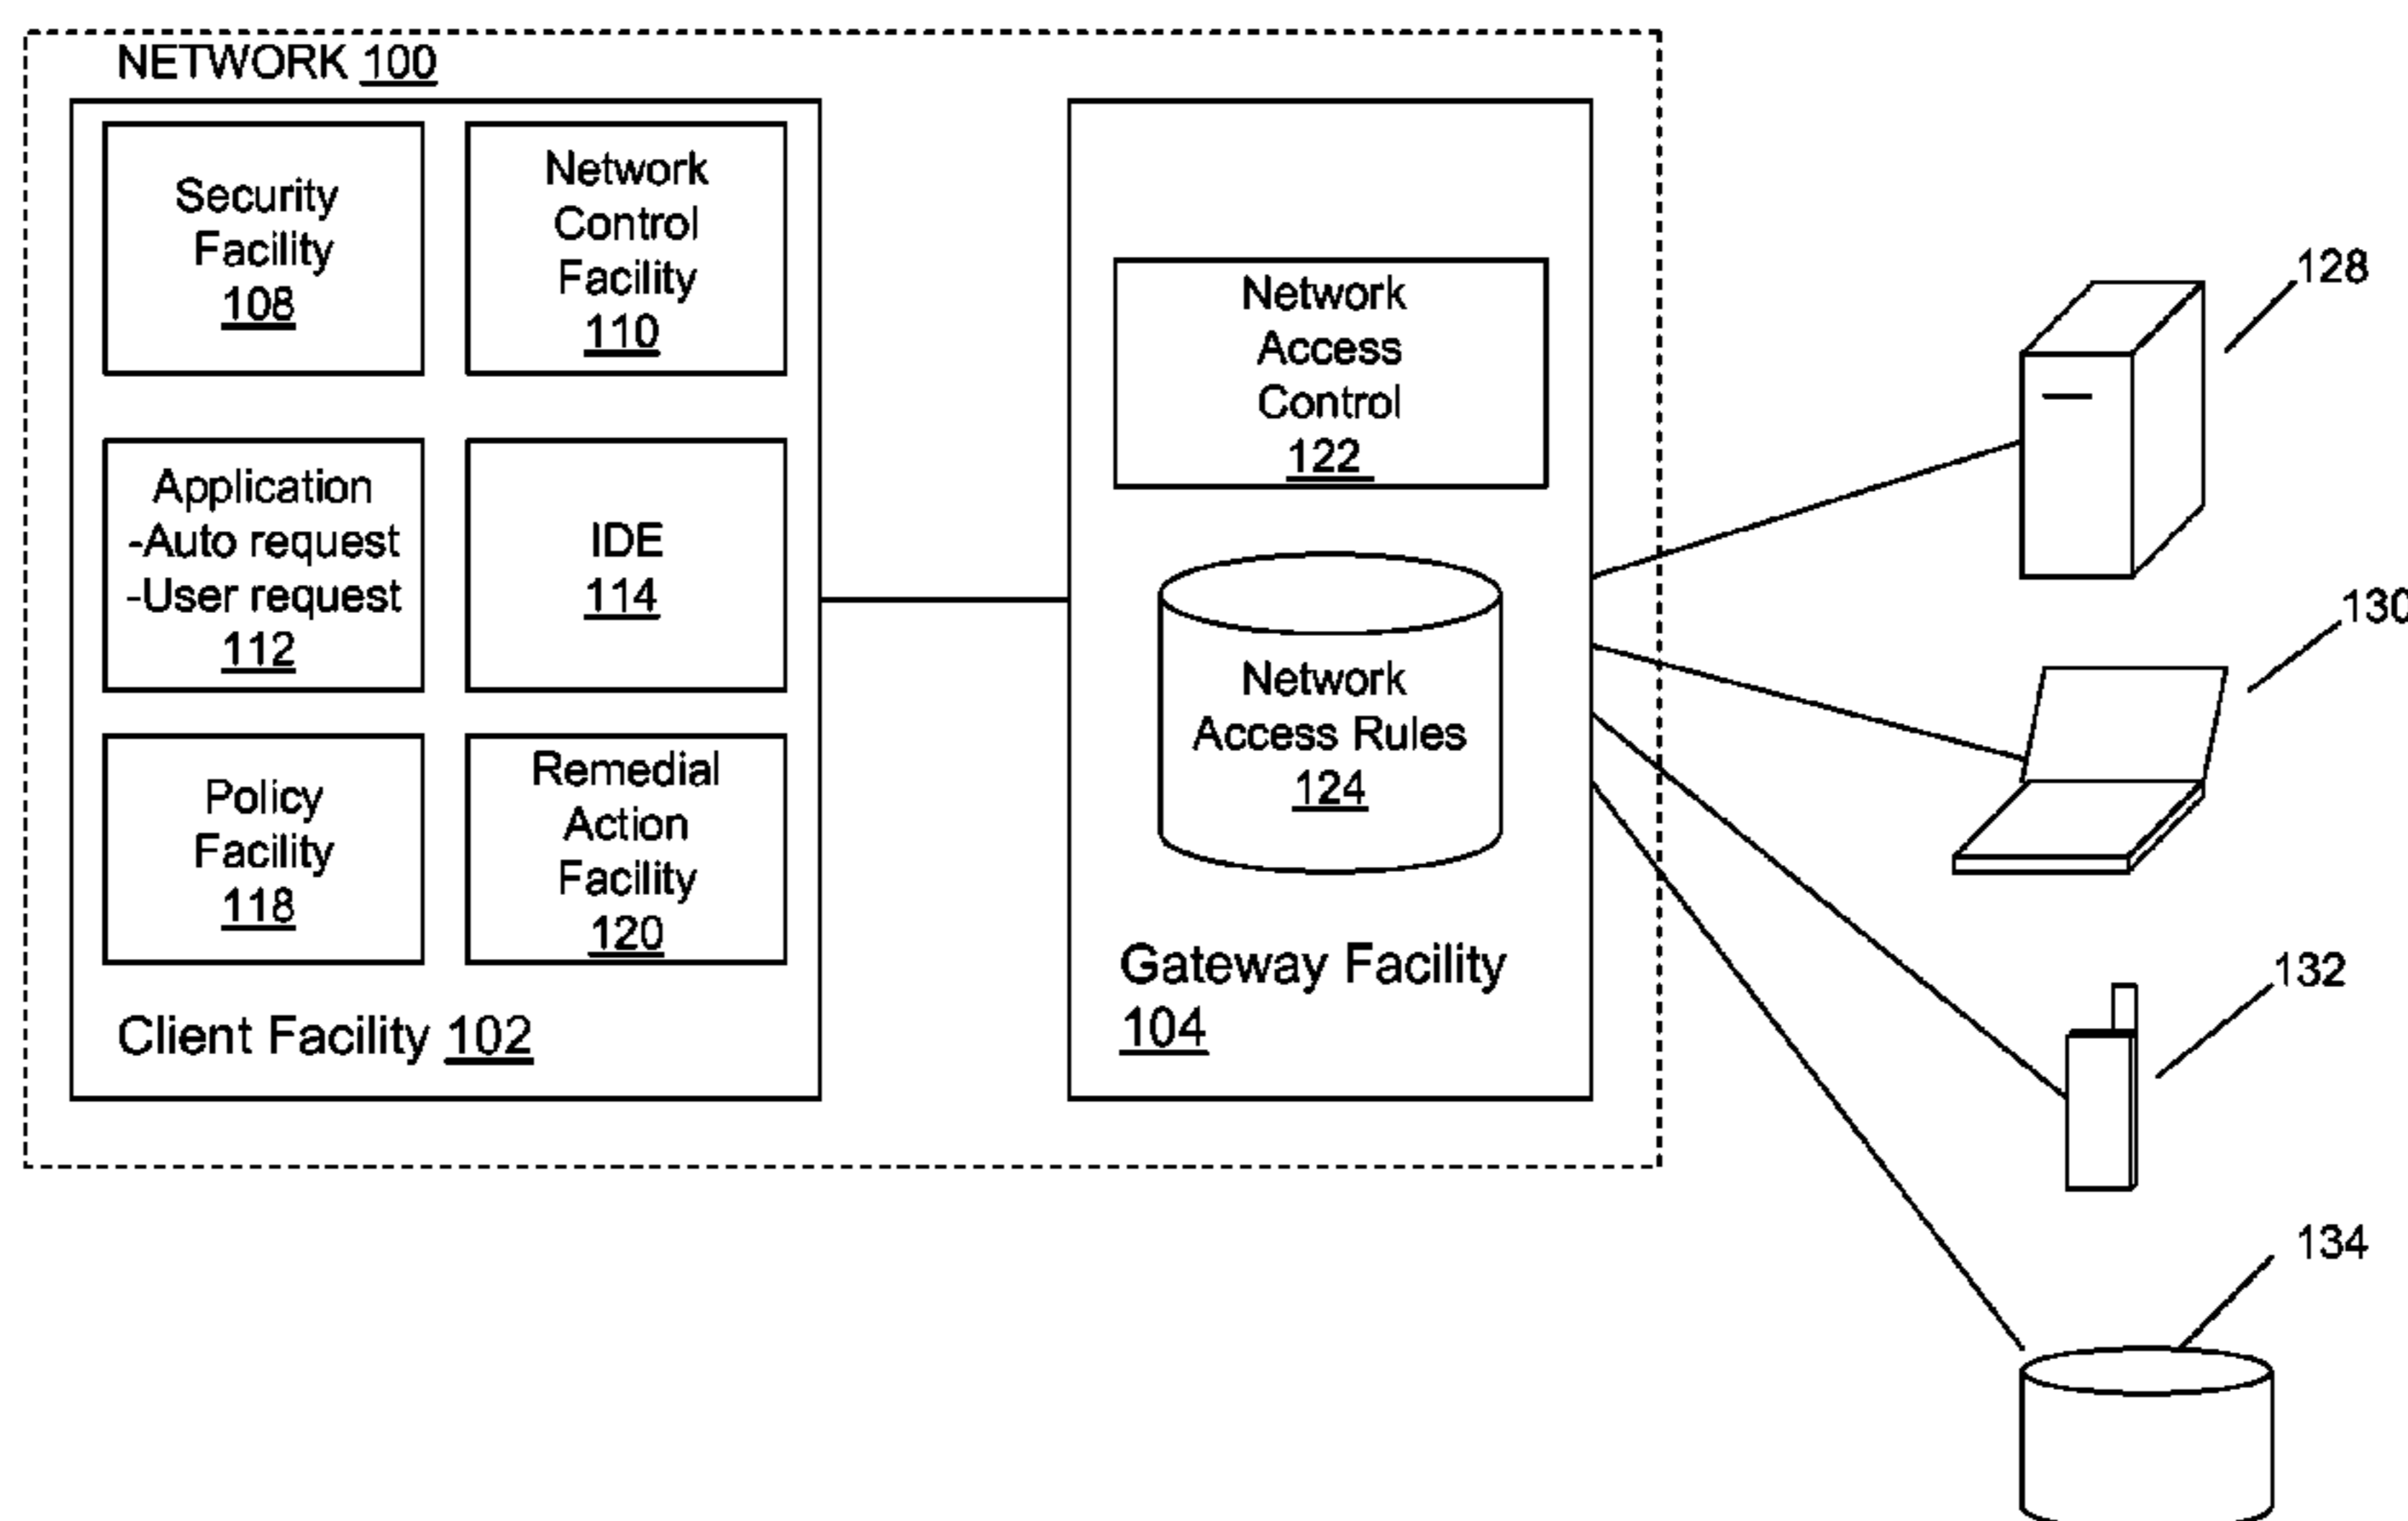 NETWORK 100
Security
Facility
108
Network
Control
Facility
110
Application
-Auto request
-User request
112
IDE
114
Policy
Facility
118
Remedial
Action
Facility
120
Client Facility 102
Network
Access
Control
122
Network
Access Rules
124
Gateway Facility
104
128
130
132
134